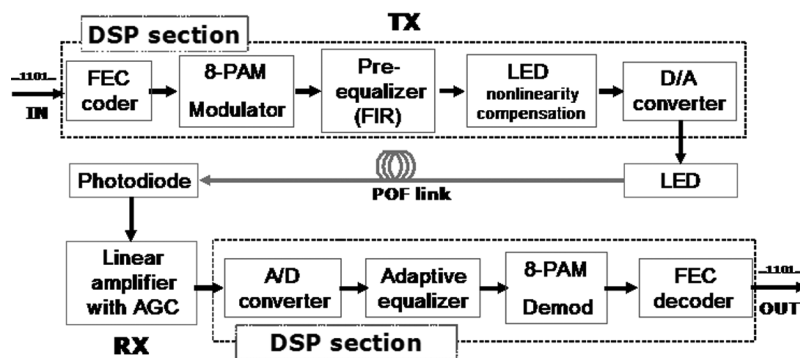 DSP section
TX
1101
IN
FEC
coder
8-PAM
Modulator
Pre-
equalizer
(FIR)
LED
nonlinearity
compensation
D/A
converter
Photodiode
POF link
LED
Linear
amplifier
with AGC
RX
A/D
converter
Adaptive
equalizer
8-PAM
Demod
FEC
decoder
1101
OUT
DSP section